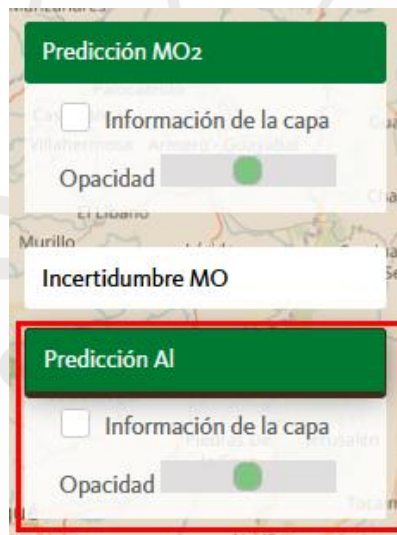 Predicción MO2
Información de la capa
Opacidad
El Líbano
Murillo
Incertidumbre MO
Predicción Al
Información de la capa
Opacidad